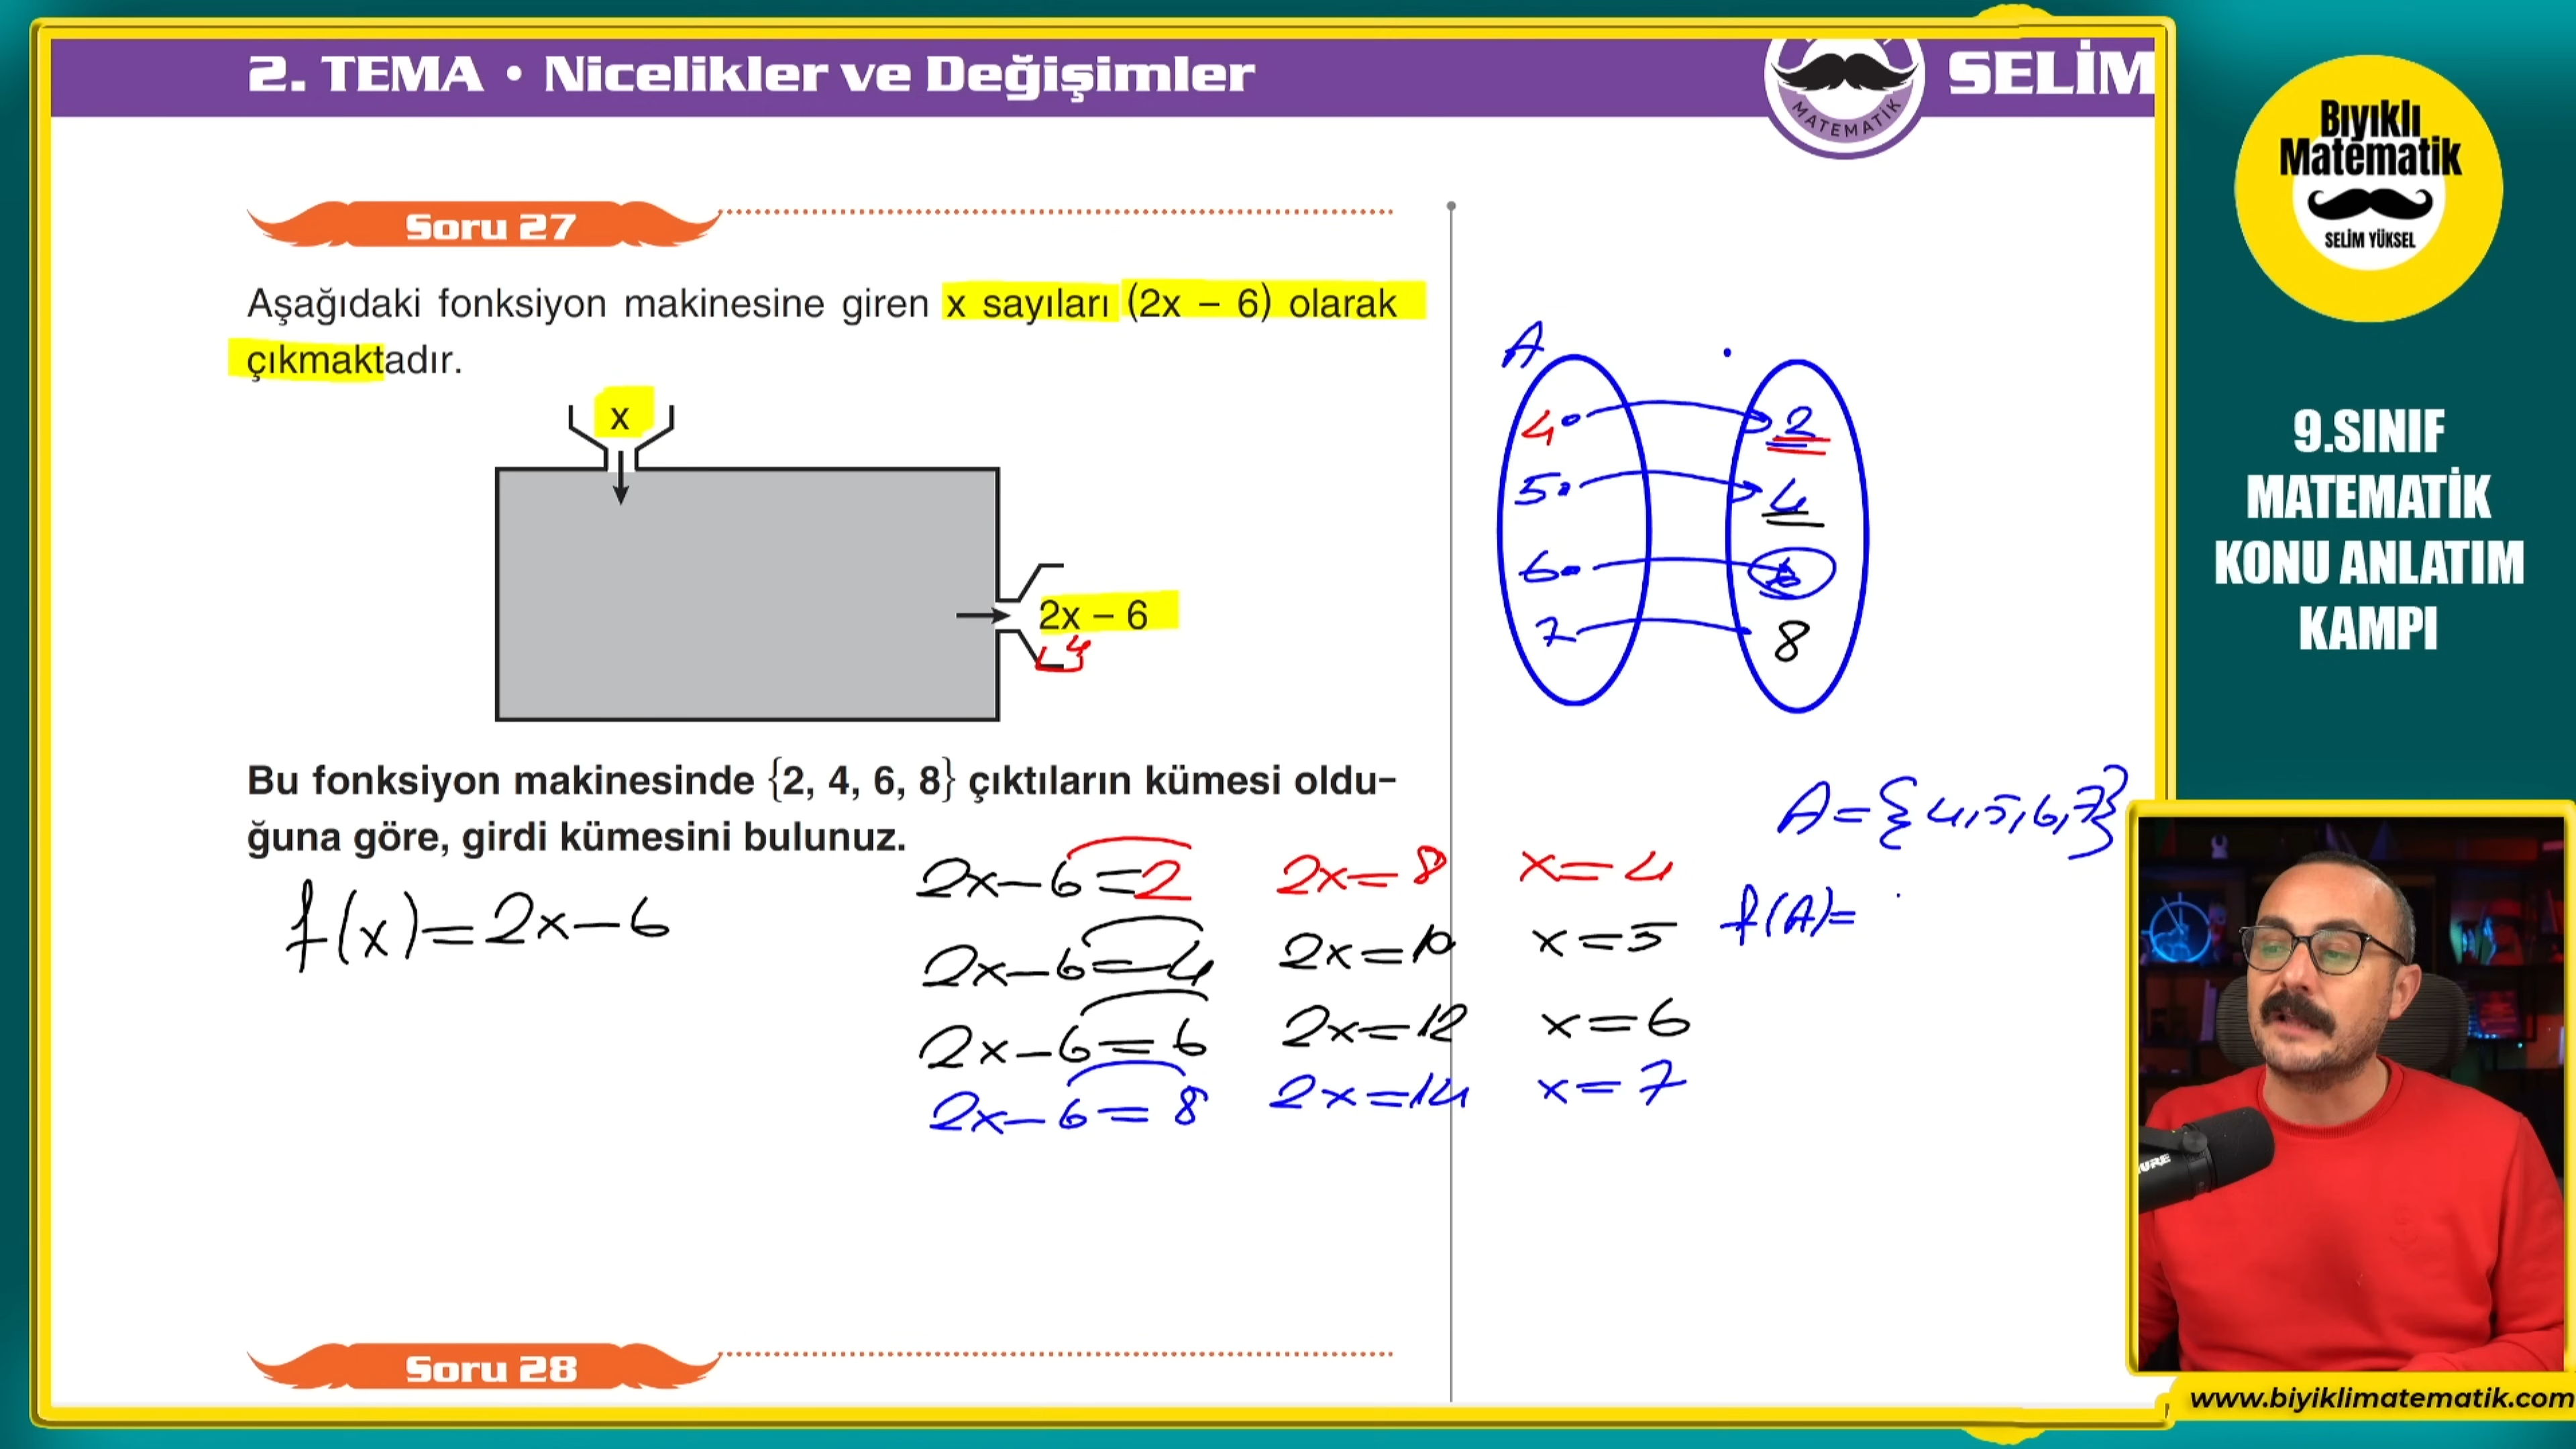 2. TEMA • Nicelikler ve Değişimler
MATEMATİK
SELİM
Bıyıklı
Matematik
SELİM YÜKSEL
9.SINIF
MATEMATİK
KONU ANLATIM
KAMPI
Soru 27
Aşağıdaki fonksiyon makinesine giren x sayıları (2x – 6) olarak
çıkmaktadır.
x
2x – 6
4
Bu fonksiyon makinesinde {2, 4, 6, 8} çıktıların kümesi oldu-
ğuna göre, girdi kümesini bulunuz.
f(x)=2x–6
2x–6=2 2x=8 x=4
2x–6=4 2x=10 x=5
2x–6=6 2x=12 x=6
2x–6=8 2x=14 x=7
A
4 2
5 4
6 6
7 8
A={4,5,6,7}
f(A)=
Soru 28
URE
www.biyiklimatematik.com